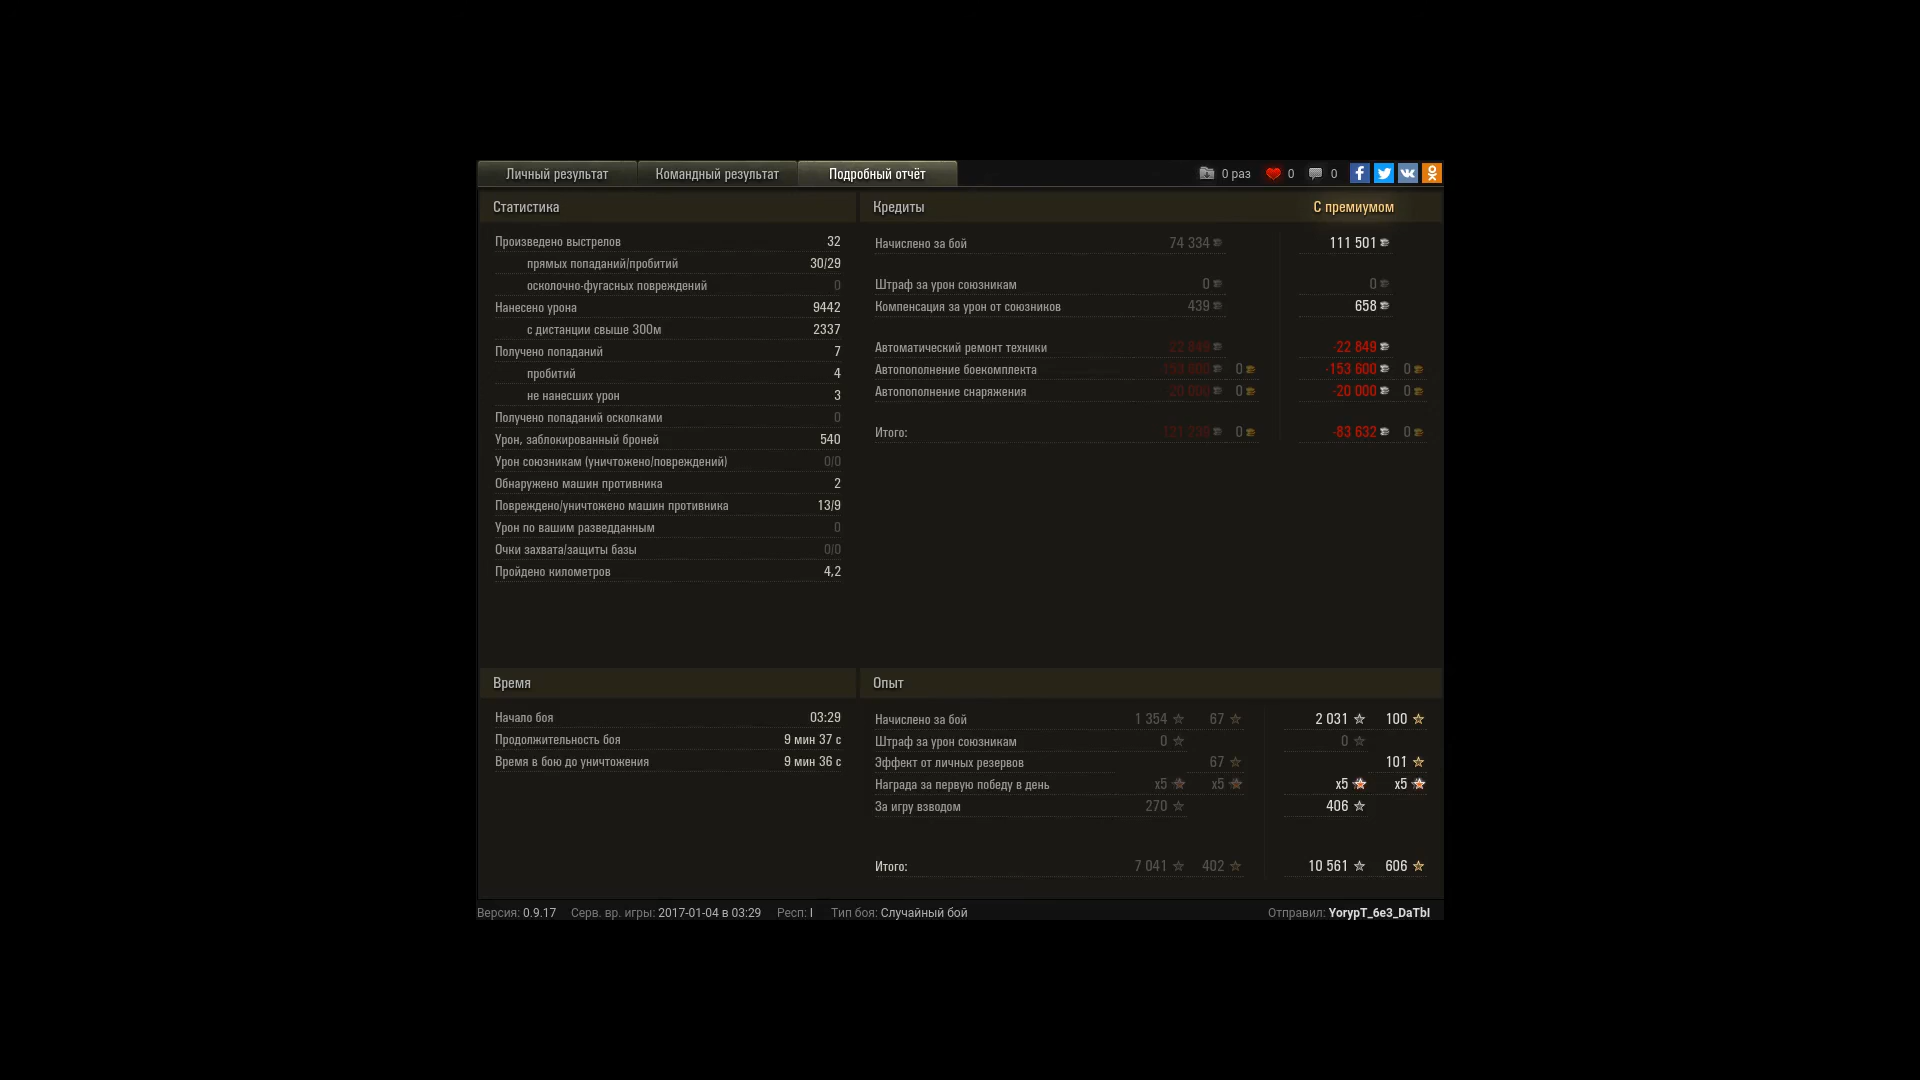 Личный результат Командный результат Подробный отчёт 0 раз 0 0
Статистика
Произведено выстрелов 32
прямых попаданий/пробитий 30/29
осколочно-фугасных повреждений 0
Нанесено урона 9442
с дистанции свыше 300м 2337
Получено попаданий 7
пробитий 4
не нанесших урон 3
Получено попаданий осколками 0
Урон, заблокированный броней 540
Урон союзникам (уничтожено/повреждений) 0/0
Обнаружено машин противника 2
Повреждено/уничтожено машин противника 13/9
Урон по вашим разведданным 0
Очки захвата/защиты базы 0/0
Пройдено километров 4,2
Кредиты С премиумом
Начислено за бой 74 334 111 501
Штраф за урон союзникам 0 0
Компенсация за урон от союзников 439 658
Автоматический ремонт техники -22 849 -22 849
Автопополнение боекомплекта -153 600 0 -153 600 0
Автопополнение снаряжения -20 000 0 -20 000 0
Итого: 0 -83 632 0
Время
Начало боя 03:29
Продолжительность боя 9 мин 37 с
Время в бою до уничтожения 9 мин 36 с
Опыт
Начислено за бой 1 354 67 2 031 100
Штраф за урон союзникам 0 0
Эффект от личных резервов 67 101
Награда за первую победу в день x5 x5 x5 x5
За игру взводом 270 406
Итого: 7 041 402 10 561 606
Версия: 0.9.17 Серв. вр. игры: 2017-01-04 в 03:29 Респ: I Тип боя: Случайный бой Отправил: YorypT_6e3_DaTbI